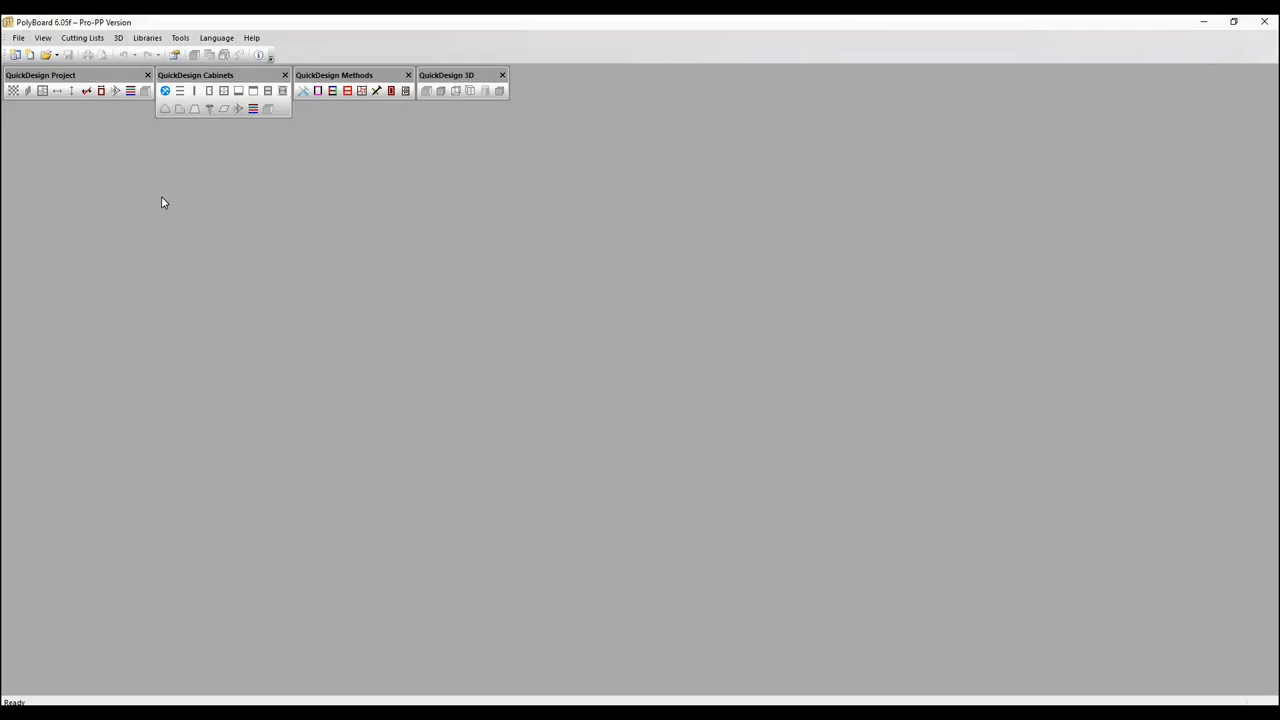 PolyBoard 6.05f – Pro-PP Version
File View Cutting Lists 3D Libraries Tools Language Help
QuickDesign Project QuickDesign Cabinets QuickDesign Methods QuickDesign 3D
Ready